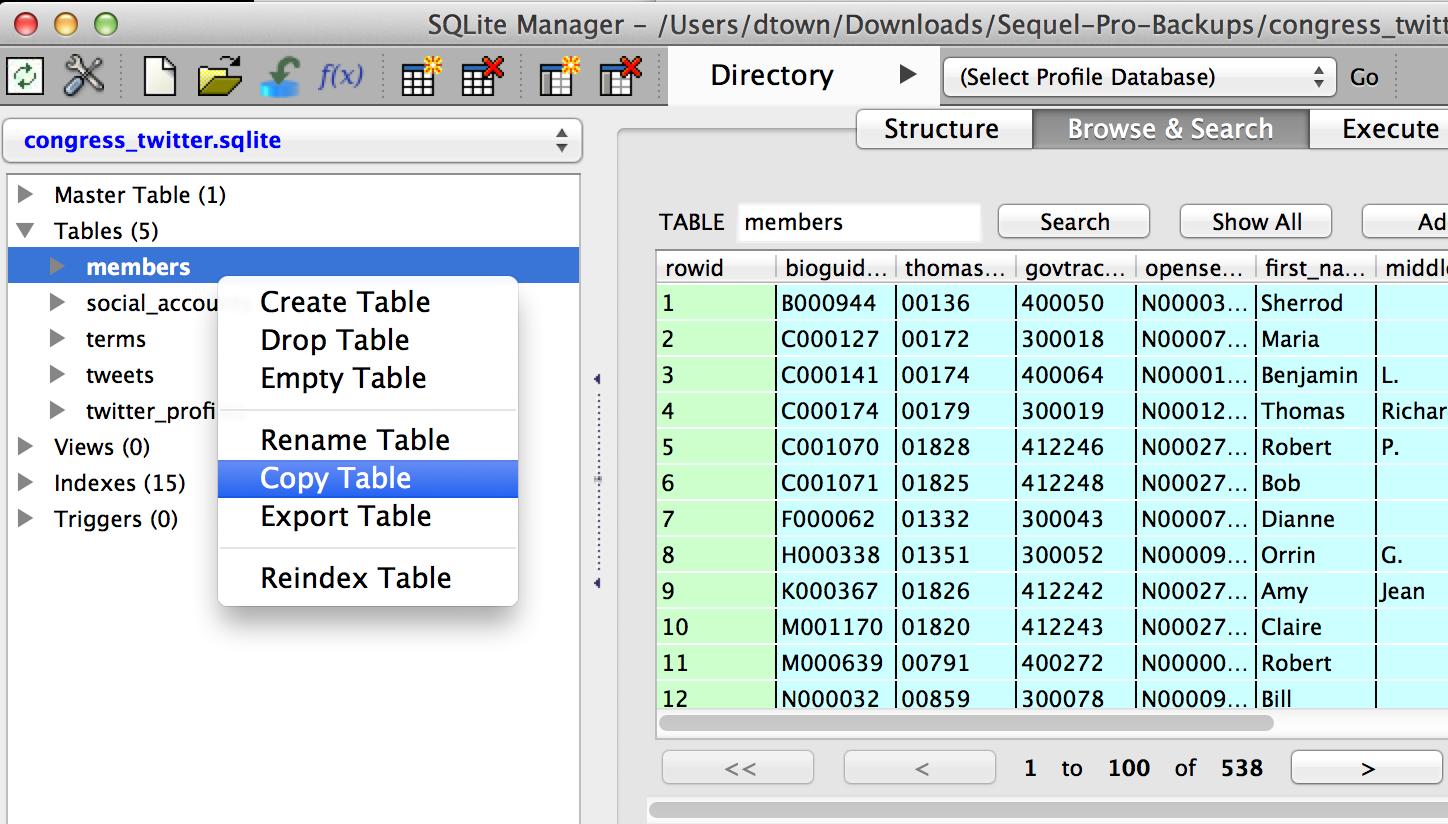 SQLite Manager - /Users/dtown/Downloads/Sequel-Pro-Backups/congress_twitt
f(x)
Directory
(Select Profile Database)
Go
congress_twitter.sqlite
Structure
Browse & Search
Execute
Master Table (1)
Tables (5)
members
social_accou
terms
tweets
twitter_profi
Views (0)
Indexes (15)
Triggers (0)
Create Table
Drop Table
Empty Table
Rename Table
Copy Table
Export Table
Reindex Table
TABLE members Search Show All Ad
rowid bioguid... thomas... govtrac... opense... first_na... middle
1 B000944 00136 400050 N00003... Sherrod
2 C000127 00172 300018 N00007... Maria
3 C000141 00174 400064 N00001... Benjamin L.
4 C000174 00179 300019 N00012... Thomas Richar
5 C001070 01828 412246 N00027... Robert P.
6 C001071 01825 412248 N00027... Bob
7 F000062 01332 300043 N00007... Dianne
8 H000338 01351 300052 N00009... Orrin G.
9 K000367 01826 412242 N00027... Amy Jean
10 M001170 01820 412243 N00027... Claire
11 M000639 00791 400272 N00000... Robert
12 N000032 00859 300078 N00009... Bill
<< < 1 to 100 of 538 >